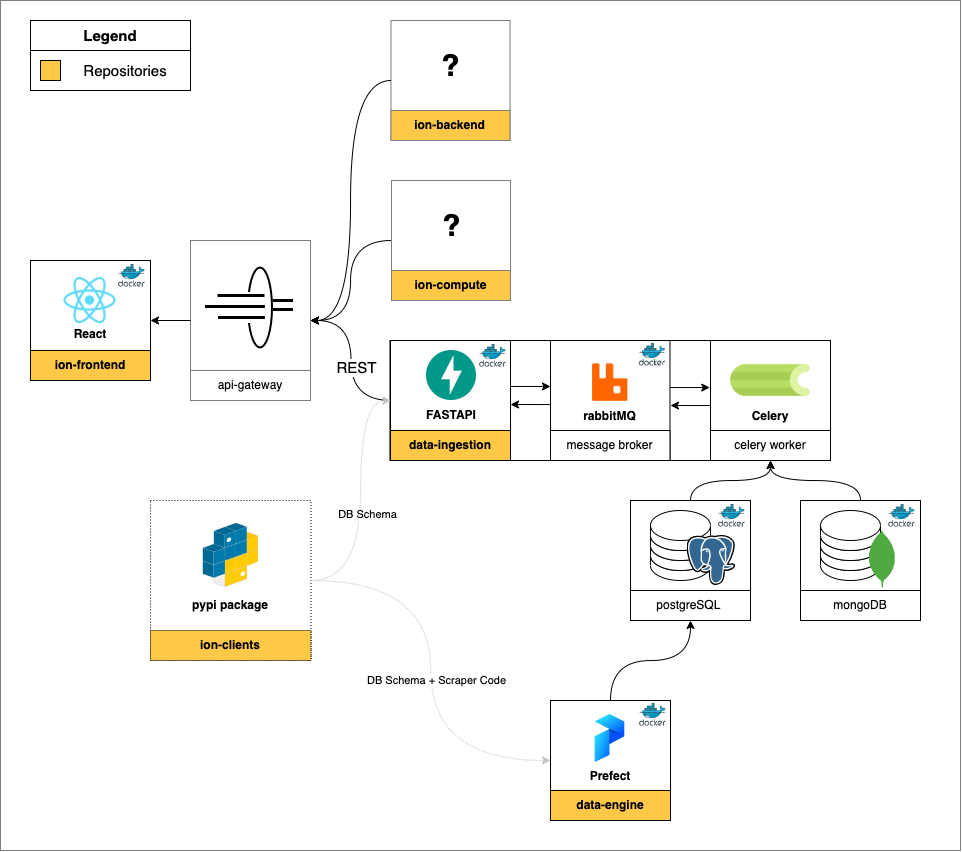 Legend
Repositories
?
ion-backend
?
ion-compute
docker
React
ion-frontend
api-gateway
REST
docker
FASTAPI
data-ingestion
docker
rabbitMQ
message broker
Celery
celery worker
DB Schema
pypi package
ion-clients
docker
postgreSQL
docker
mongoDB
DB Schema + Scraper Code
docker
Prefect
data-engine